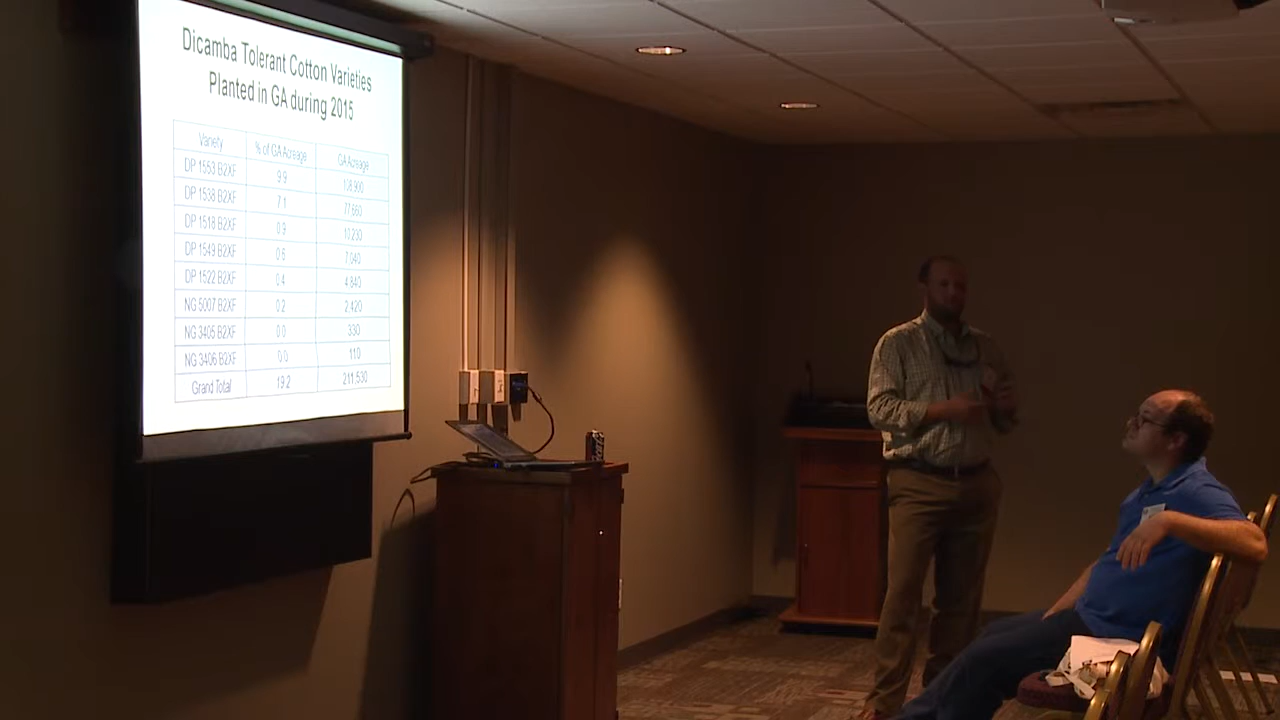 Dicamba Tolerant Cotton Varieties
Planted in GA during 2015
Variety % of GA Acreage GA Acreage
DP 1553 B2XF 9.9 108,900
DP 1538 B2XF 7.1 77,660
DP 1518 B2XF 0.9 10,230
DP 1549 B2XF 0.6 7,040
DP 1522 B2XF 0.4 4,840
NG 5007 B2XF 0.2 2,420
NG 3405 B2XF 0.0 330
NG 3406 B2XF 0.0 110
Grand Total 19.2 211,530